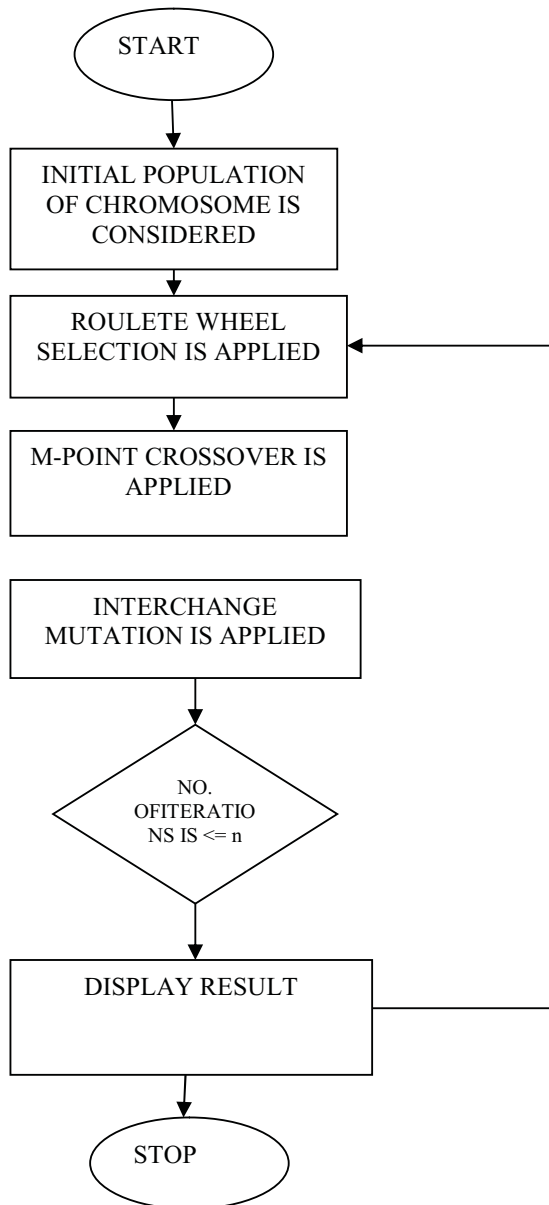 START
INITIAL POPULATION
OF CHROMOSOME IS
CONSIDERED
ROULETE WHEEL
SELECTION IS APPLIED
M-POINT CROSSOVER IS
APPLIED
INTERCHANGE
MUTATION IS APPLIED
NO.
OFITERATIO
NS IS <= n
DISPLAY RESULT
STOP